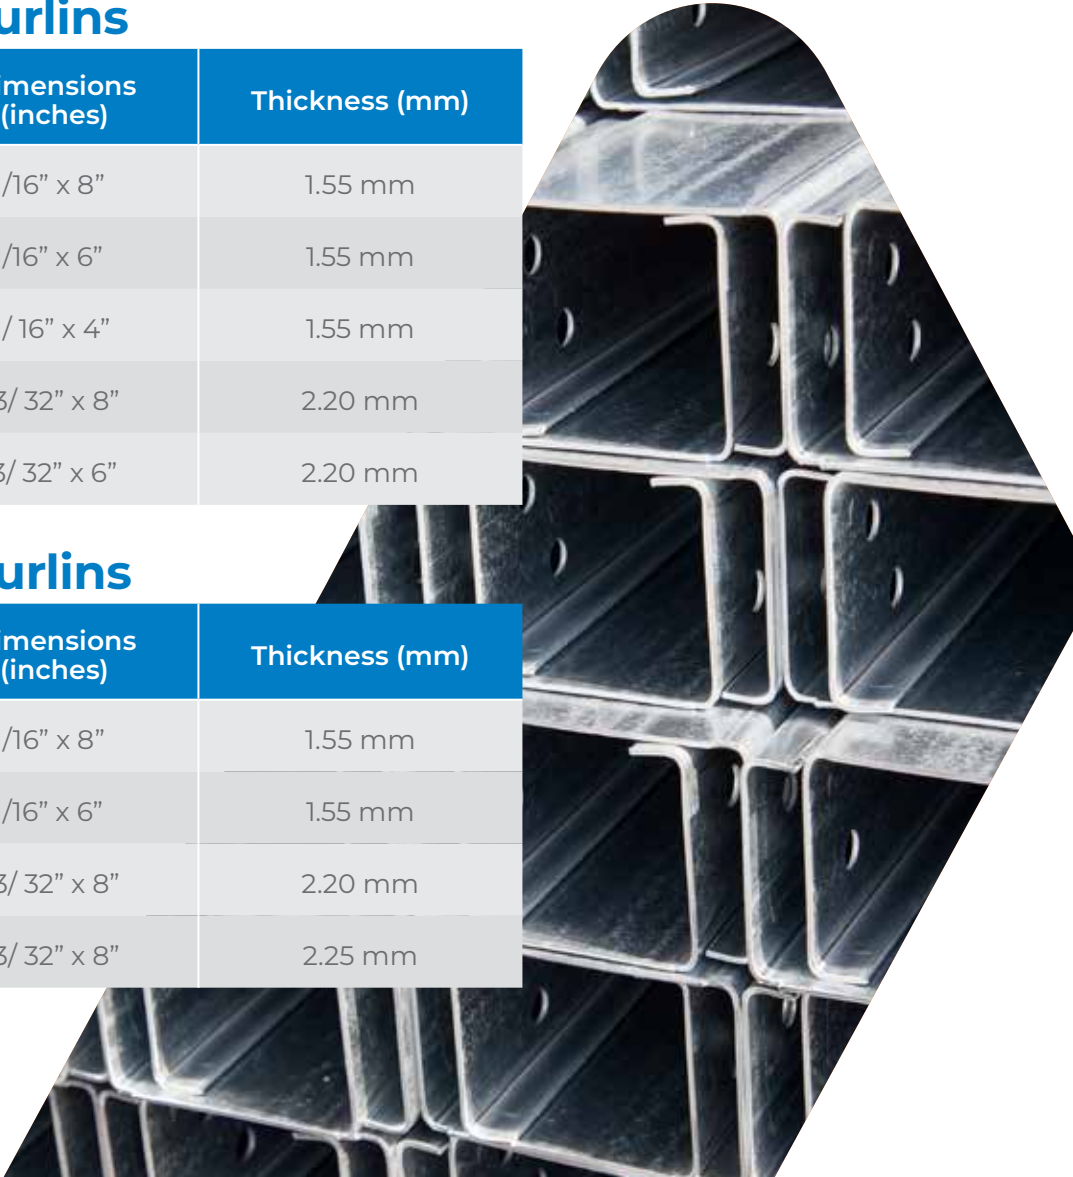 urlins
imensions
(inches)
Thickness (mm)
/16” x 8”
1.55 mm
/16” x 6”
1.55 mm
/ 16” x 4”
1.55 mm
3/ 32” x 8”
2.20 mm
3/ 32” x 6”
2.20 mm
urlins
imensions
(inches)
Thickness (mm)
/16” x 8”
1.55 mm
/16” x 6”
1.55 mm
3/ 32” x 8”
2.20 mm
3/ 32” x 8”
2.25 mm